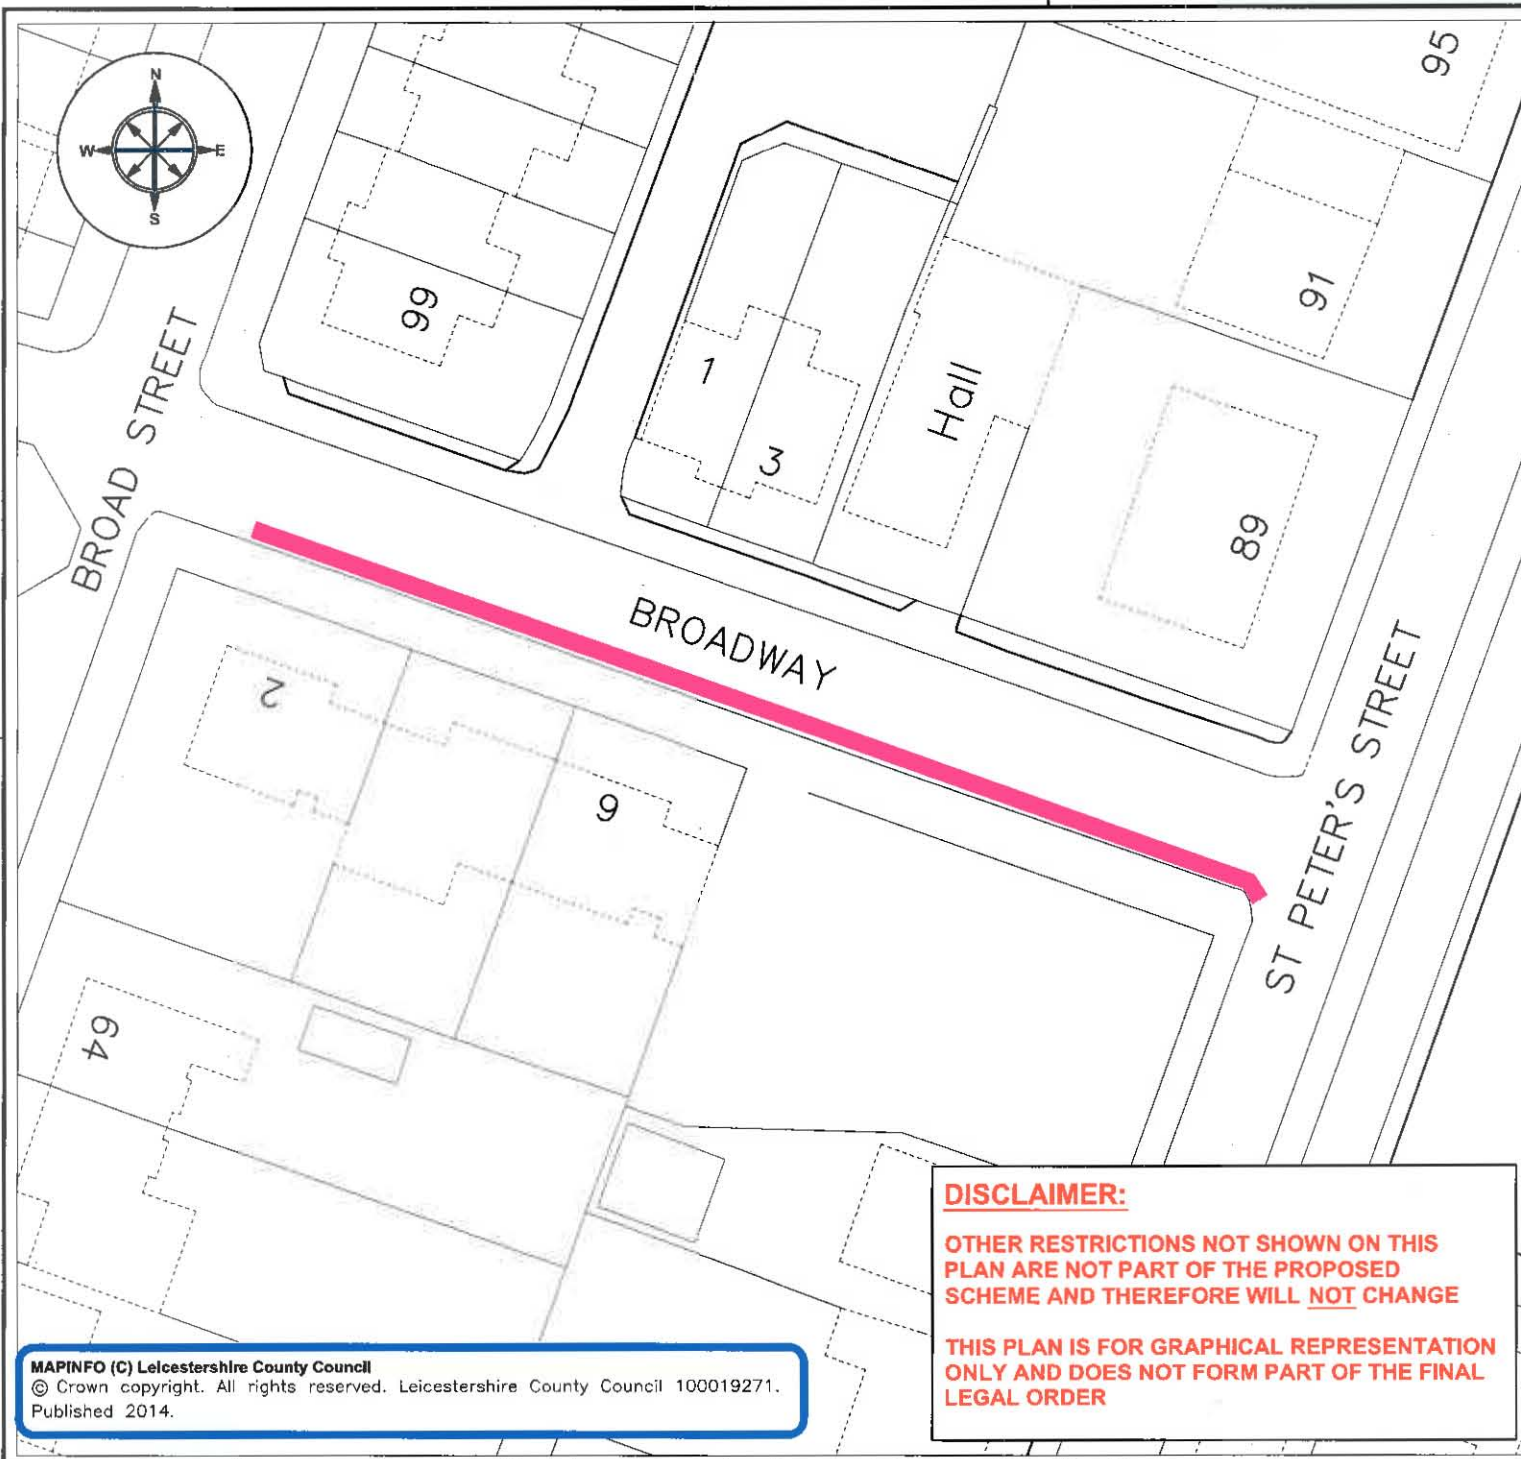 N
W E
S
95
91
99
1
3
Hall
89
BROAD STREET
BROADWAY
ST PETER'S STREET
2
6
64
DISCLAIMER:
OTHER RESTRICTIONS NOT SHOWN ON THIS
PLAN ARE NOT PART OF THE PROPOSED
SCHEME AND THEREFORE WILL NOT CHANGE
THIS PLAN IS FOR GRAPHICAL REPRESENTATION
ONLY AND DOES NOT FORM PART OF THE FINAL
LEGAL ORDER
MAPINFO (C) Leicestershire County Council
© Crown copyright. All rights reserved. Leicestershire County Council 100019271.
Published 2014.